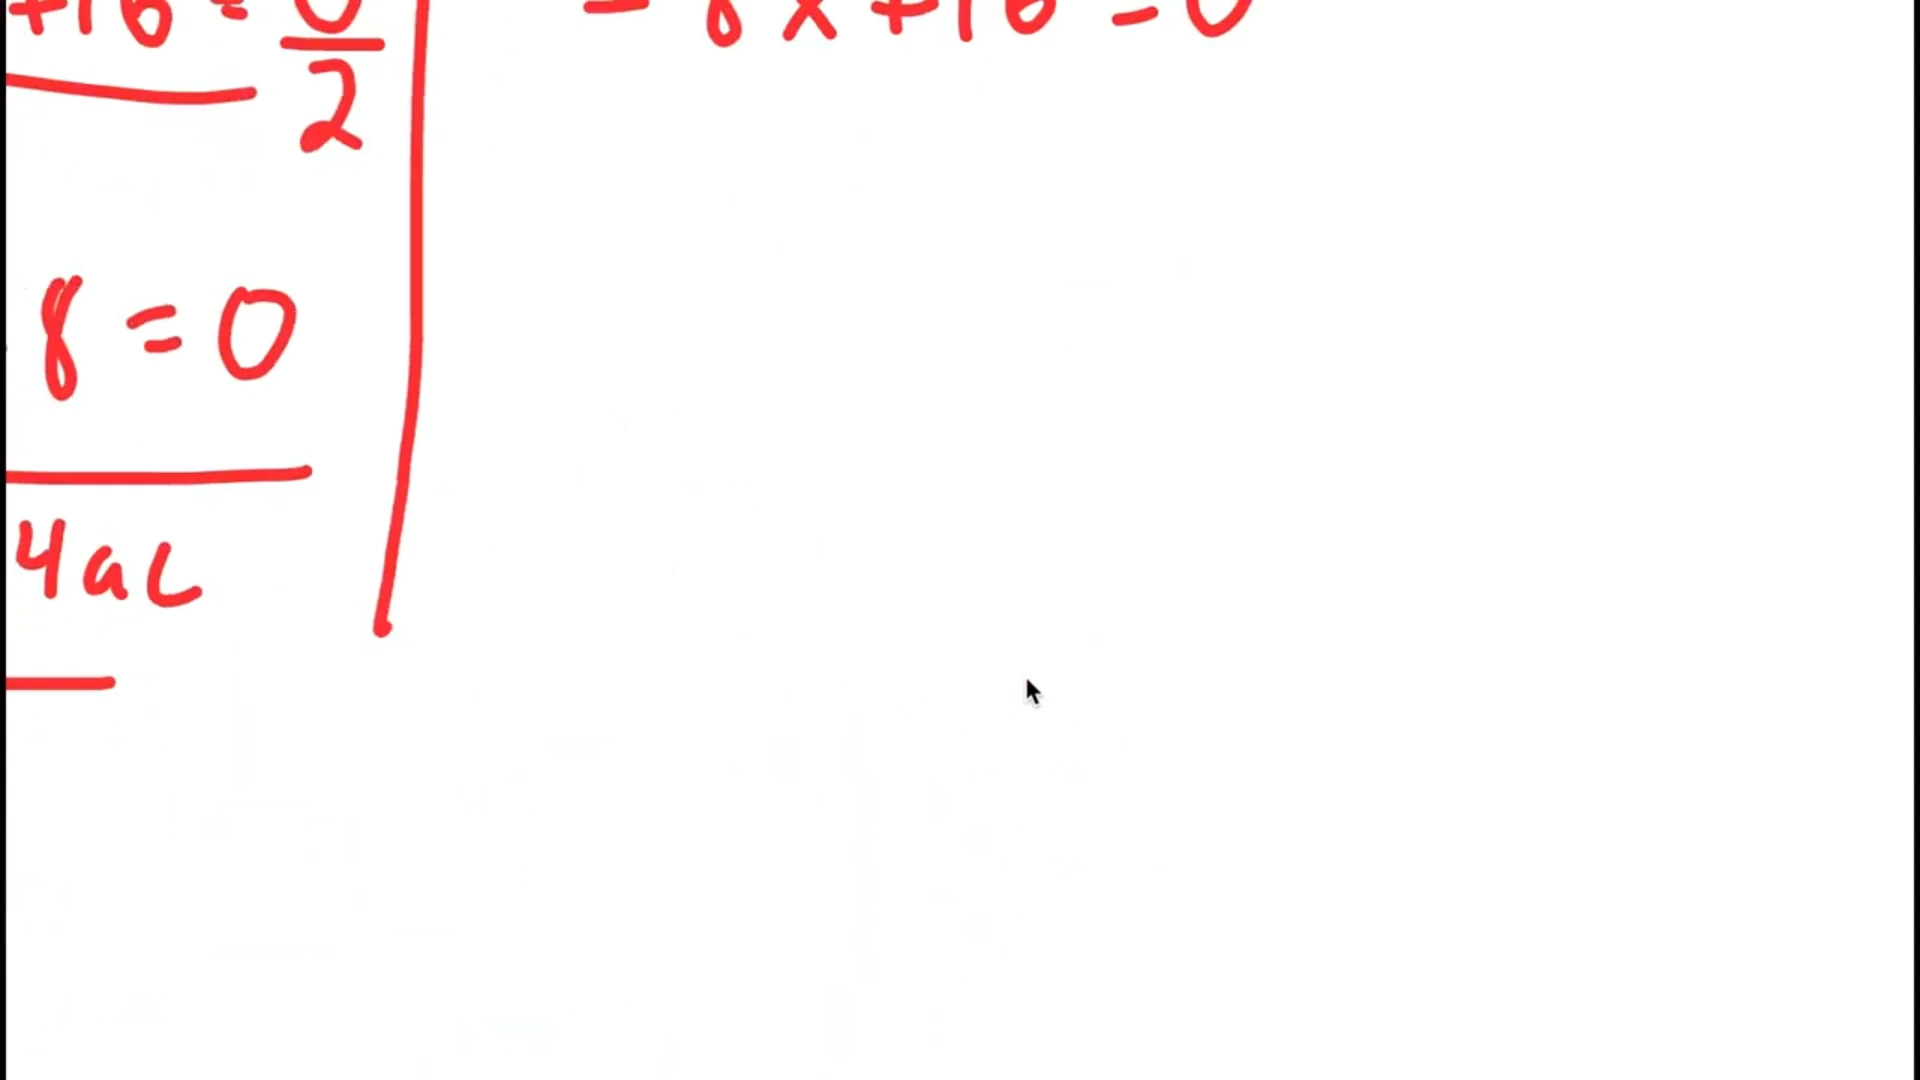 +16 = 0/2
8 = 0
4ac
- 8x + 16 = 0